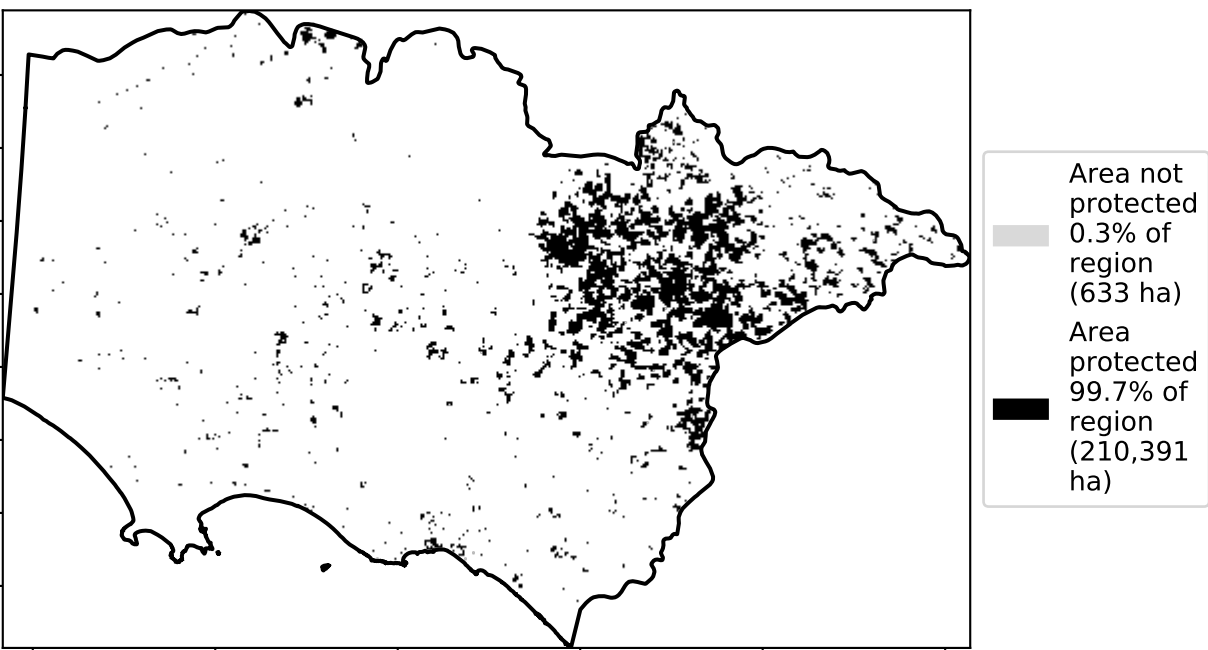 Area not
protected
0.3% of
region
(633 ha)
Area
protected
99.7% of
region
(210,391
ha)